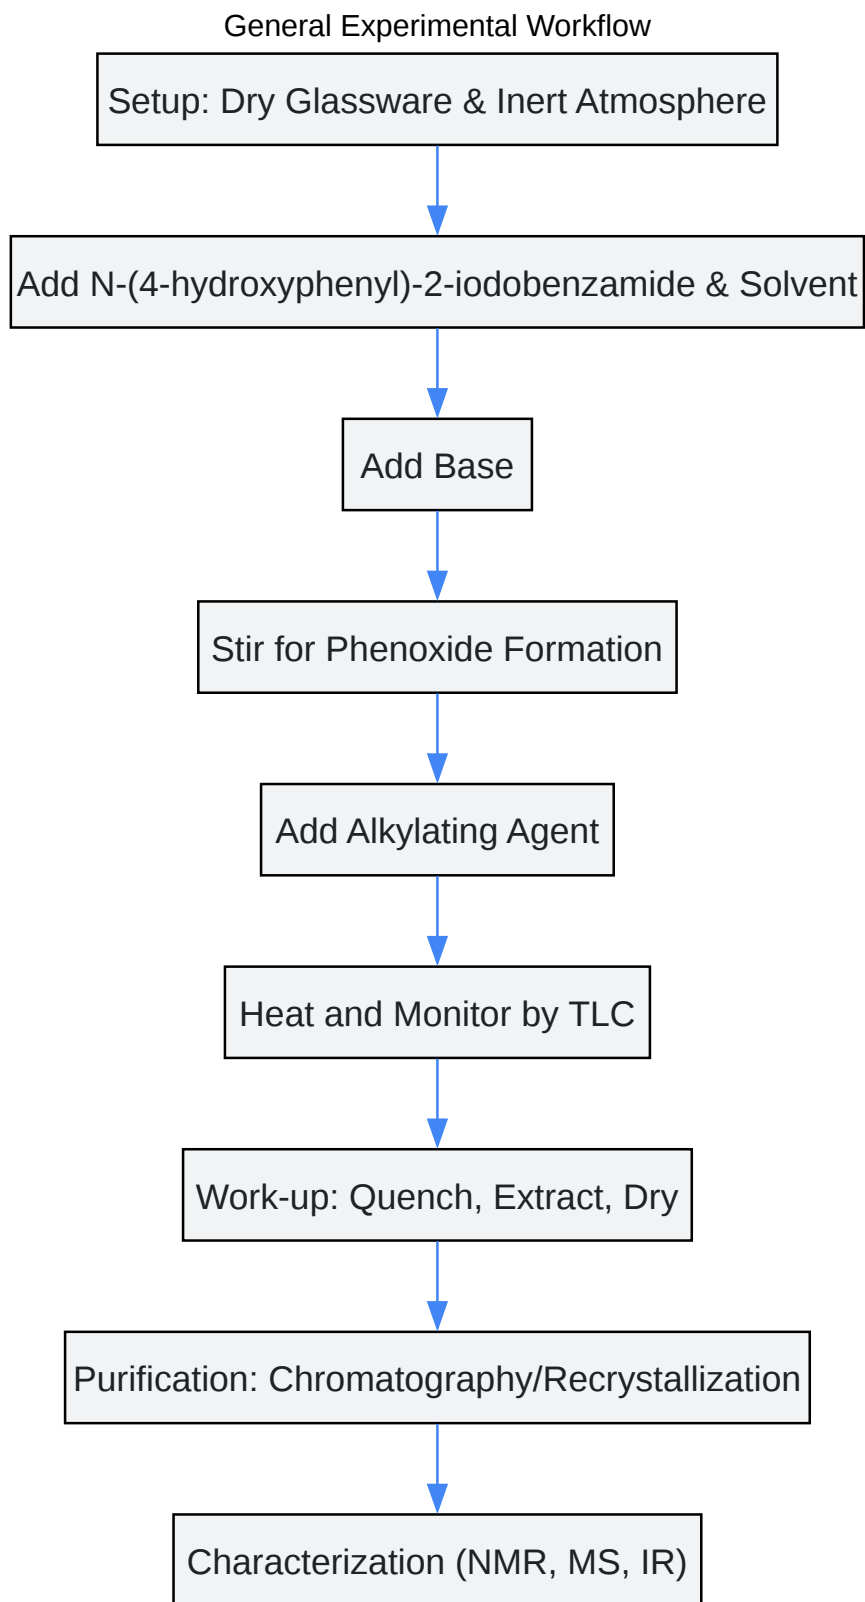 General Experimental Workflow
Setup: Dry Glassware & Inert Atmosphere
Add N-(4-hydroxyphenyl)-2-iodobenzamide & Solvent
Add Base
Stir for Phenoxide Formation
Add Alkylating Agent
Heat and Monitor by TLC
Work-up: Quench, Extract, Dry
Purification: Chromatography/Recrystallization
Characterization (NMR, MS, IR)